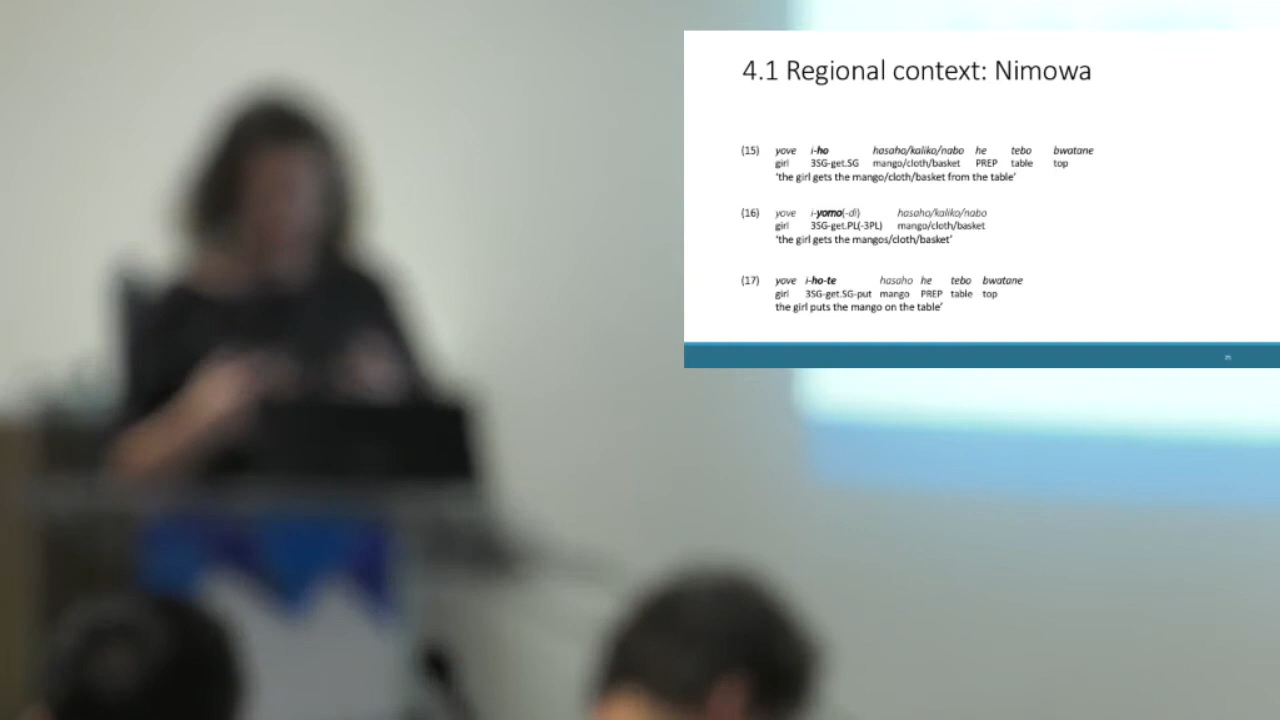 4.1 Regional context: Nimowa
(15) yove i-ho hasaho/kaliko/nabo he tebo bwatane
girl 3SG-get.SG mango/cloth/basket PREP table top
‘the girl gets the mango/cloth/basket from the table’
(16) yove i-yomo(-di) hasaho/kaliko/nabo
girl 3SG-get.PL(-3PL) mango/cloth/basket
‘the girl gets the mangos/cloth/basket’
(17) yove i-ho-te hasaho he tebo bwatane
girl 3SG-get.SG-put mango PREP table top
the girl puts the mango on the table’